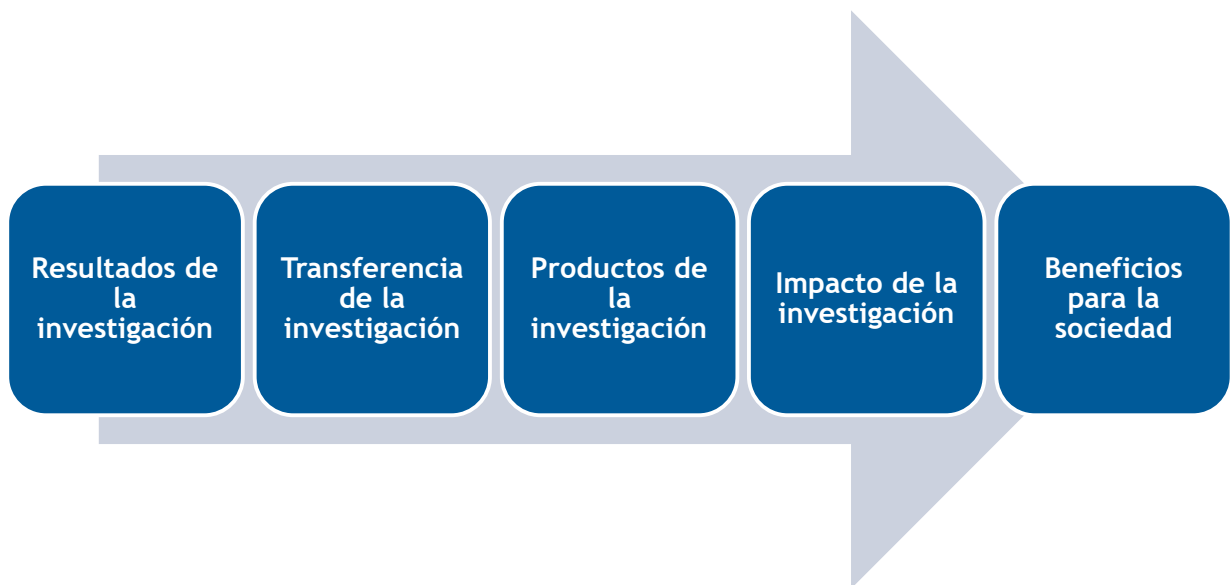 Resultados de
la
investigación
Transferencia
de la
investigación
Productos de
la
investigación
Impacto de la
investigación
Beneficios
para la
sociedad